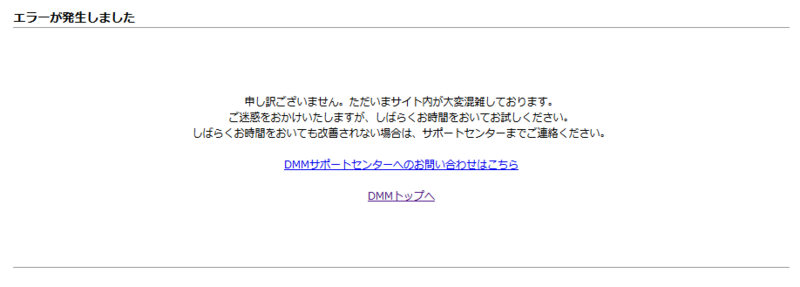 エラーが発生しました
申し訳ございません。ただいまサイト内が大変混雑しております。
ご迷惑をおかけいたしますが、しばらくお時間をおいてお試しください。
しばらくお時間をおいても改善されない場合は、サポートセンターまでご連絡ください。
DMMサポートセンターへのお問い合わせはこちら
DMMトップへ